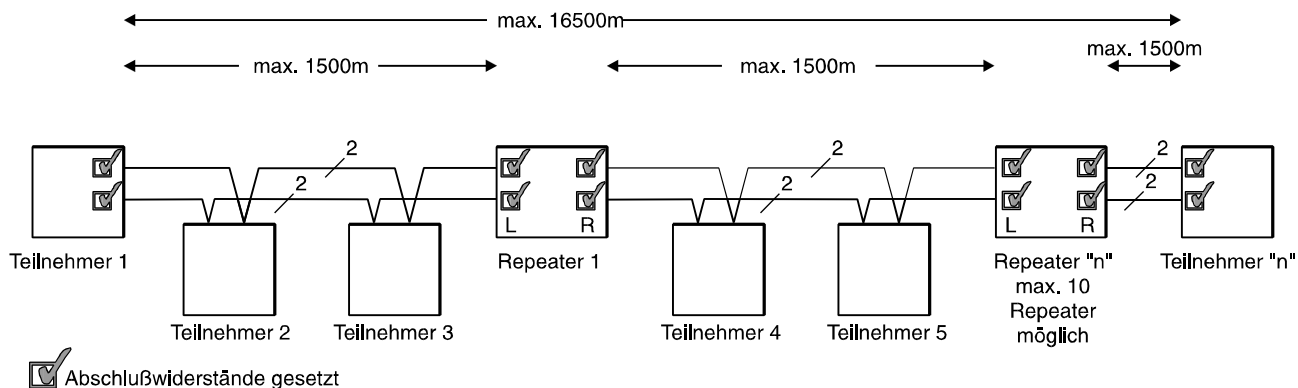 max. 16500m
max. 1500m
max. 1500m
max. 1500m
2
2
2
2
2
2
L
R
L
R
Teilnehmer 1
Repeater 1
Repeater "n"
max. 10
Repeater
möglich
Teilnehmer "n"
Teilnehmer 2
Teilnehmer 3
Teilnehmer 4
Teilnehmer 5
Abschlußwiderstände gesetzt